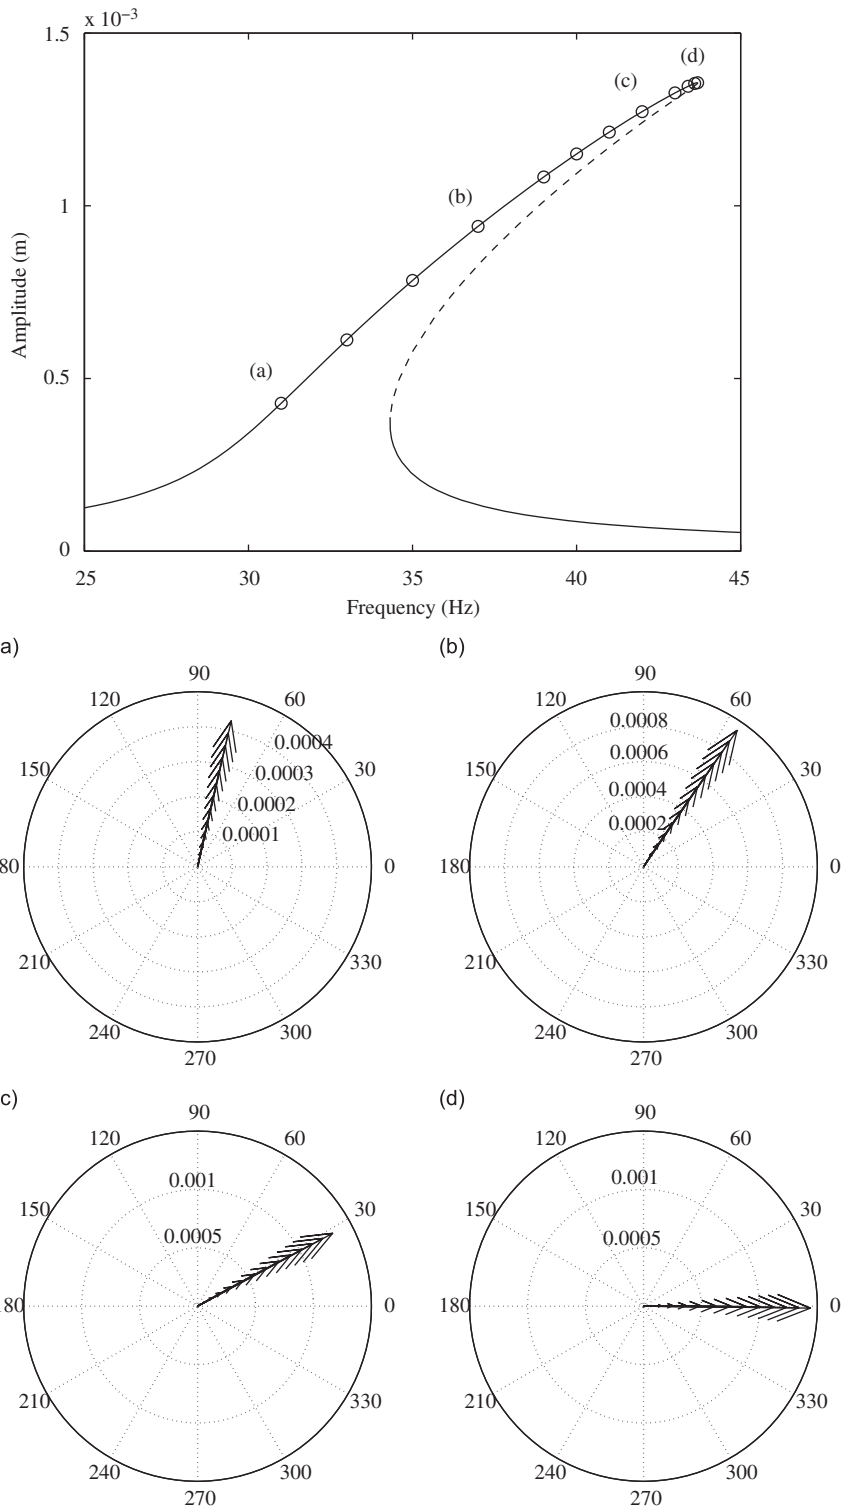 x 10⁻³
1.5
(d)
(c)
(b)
1
Amplitude (m)
(a)
0.5
0
25 30 35 40 45
Frequency (Hz)
a) (b)
90 90
120 60 120 60
0.0004 0.0008
150 0.0003 30 150 0.0006 30
0.0002 0.0004
0.0001 0.0002
80 0 180 0
210 330 210 330
240 300 240 300
270 270
c) (d)
90 90
120 60 120 60
0.001 0.001
150 30 150 30
0.0005 0.0005
180 0 180 0
210 330 210 330
240 300 240 300
270 270